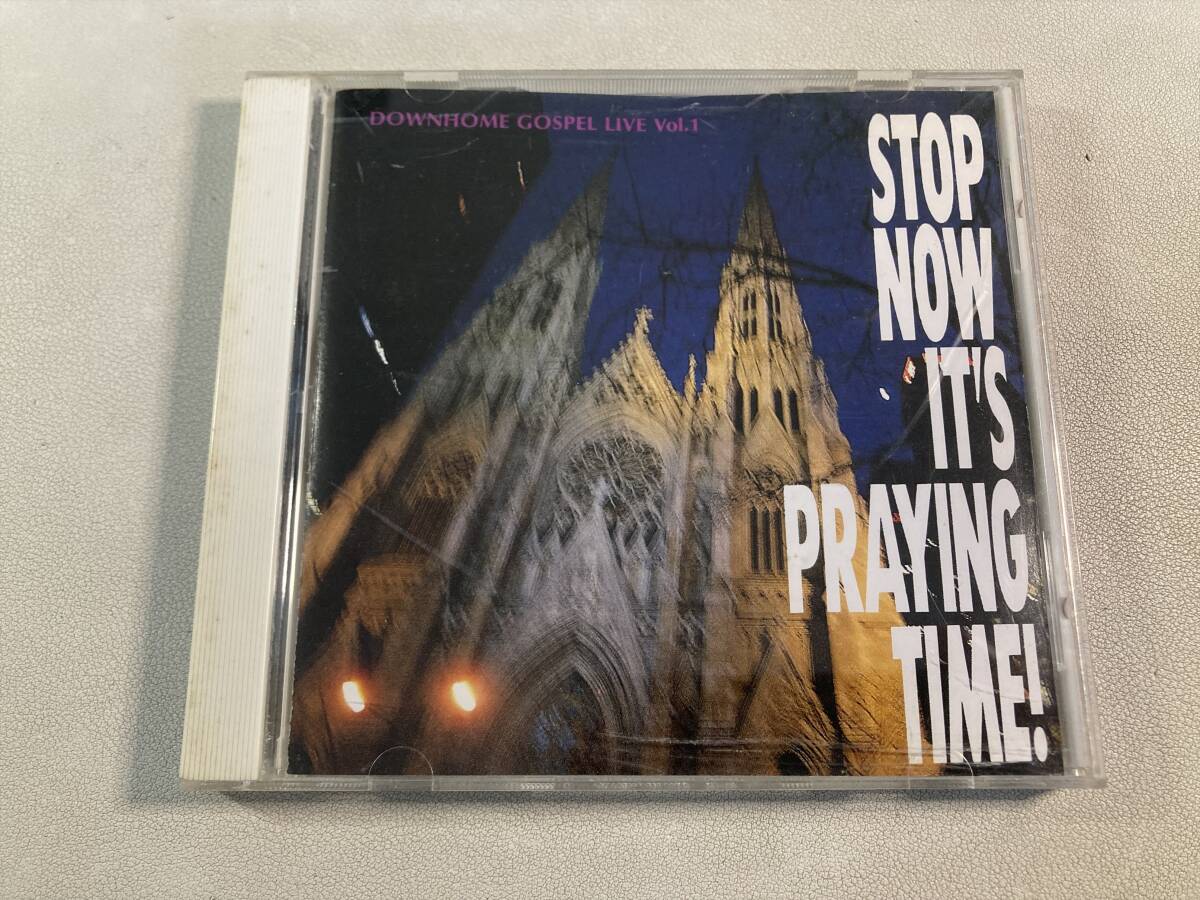 DOWNHOME GOSPEL LIVE Vol.1
STOP
NOW
IT'S
PRAYING
TIME!